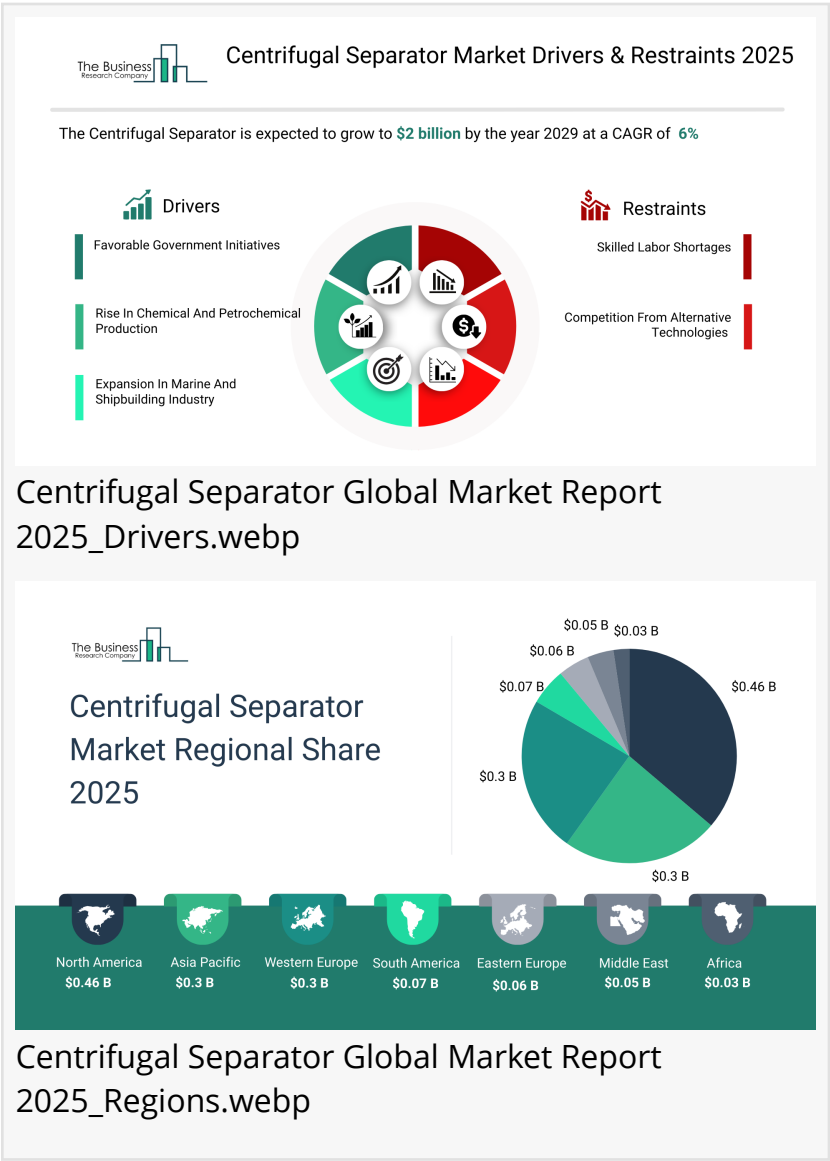 The Business
Research Company
Centrifugal Separator Market Drivers & Restraints 2025
The Centrifugal Separator is expected to grow to $2 billion by the year 2029 at a CAGR of 6%
Drivers
Favorable Government Initiatives
Rise In Chemical And Petrochemical
Production
Expansion In Marine And
Shipbuilding Industry
$
$
Restraints
Skilled Labor Shortages
Competition From Alternative
Technologies
Centrifugal Separator Global Market Report
2025_Drivers.webp
The Business
Research Company
Centrifugal Separator
Market Regional Share
2025
$0.05 B
$0.03 B
$0.06 B
$0.07 B
$0.46 B
$0.3 B
$0.3 B
North America
$0.46 B
Asia Pacific
$0.3 B
Western Europe
$0.3 B
South America
$0.07 B
Eastern Europe
$0.06 B
Middle East
$0.05 B
Africa
$0.03 B
Centrifugal Separator Global Market Report
2025_Regions.webp